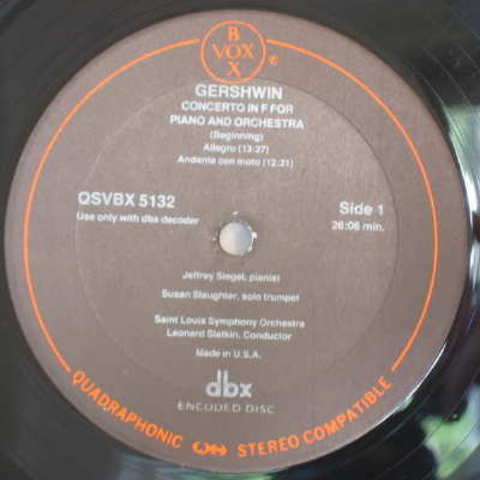 B
VOX
X
GERSHWIN
CONCERTO IN F FOR
PIANO AND ORCHESTRA
(Beginning)
Allegro (13:27)
Andante con moto (12:21)
QSVBX 5132
Side 1
Use only with dbx decoder
26:06 min.
Jeffrey Siegel, pianist
Susan Slaughter, solo trumpet
Saint Louis Symphony Orchestra
Leonard Slatkin, Conductor
Made in U.S.A.
dbx
ENCODED DISC
QUADRAPHONIC QH STEREO COMPATIBLE